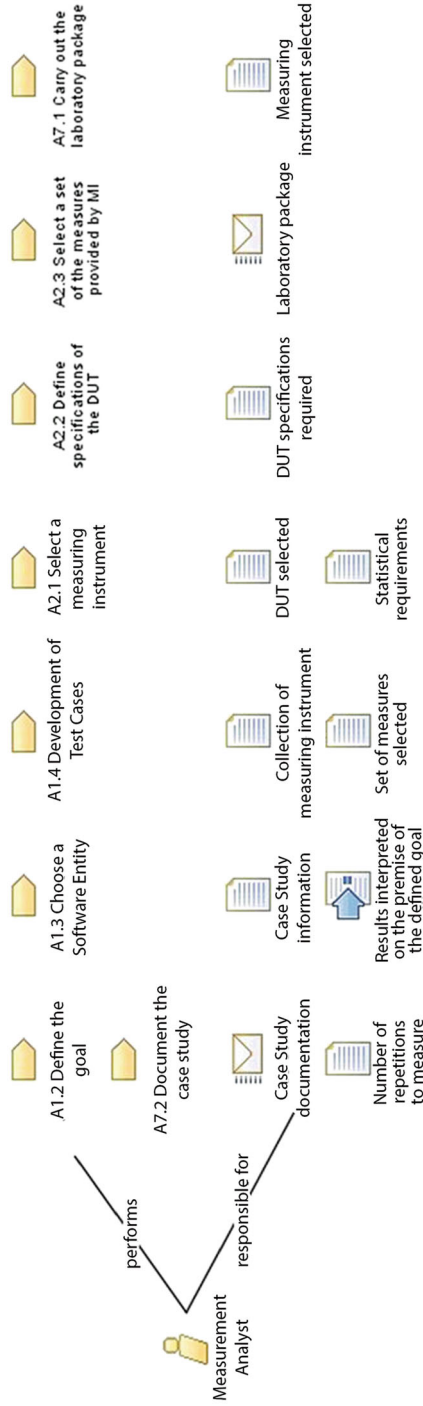 Measurement
Analyst
performs
responsible for
A1.2 Define the
goal
A1.3 Choose a
Software Entity
A1.4 Development of
Test Cases
A2.1 Select a
measuring
instrument
A2.2 Define
specifications of
the DUT
A2.3 Select a set
of the measures
provided by MI
A7.1 Carry out the
laboratory package
A7.2 Document the
case study
Case Study
documentation
Case Study
information
Collection of
measuring instrument
DUT selected
DUT specifications
required
Laboratory package
Measuring
instrument selected
Number of
repetitions
to measure
Results interpreted
on the premise of
the defined goal
Set of measures
selected
Statistical
requirements